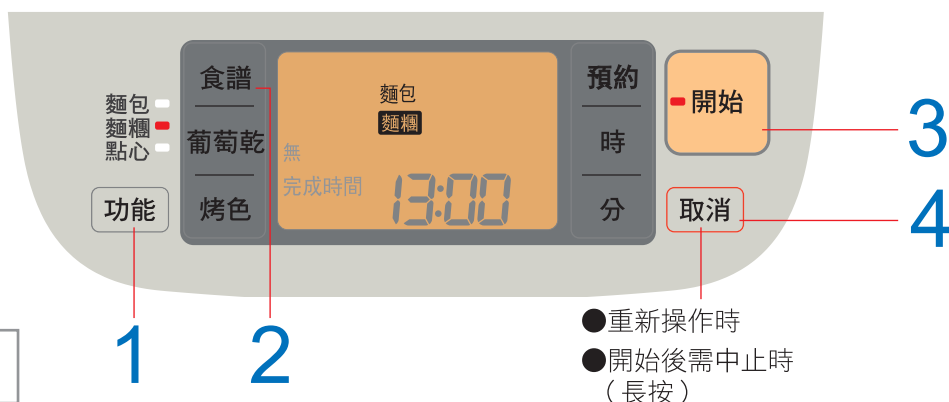 麵包
麵糰
點心
功能
食譜
葡萄乾
烤色
麵包
麵糰
無
完成時間
13:00
預約
時
分
開始
取消
1
2
3
4
●重新操作時
●開始後需中止時
（長按）